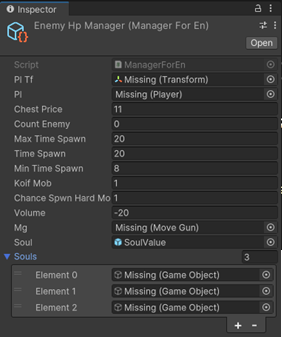 Inspector
Enemy Hp Manager (Manager For En)
Open
Script ManagerForEn
Pl Tf Missing (Transform)
Pl Missing (Player)
Chest Price 11
Count Enemy 0
Max Time Spawn 20
Time Spawn 20
Min Time Spawn 8
Koif Mob 1
Chance Spwn Hard Mo 1
Volume -20
Mg Missing (Move Gun)
Soul SoulValue
Souls 3
Element 0 Missing (Game Object)
Element 1 Missing (Game Object)
Element 2 Missing (Game Object)
+ -